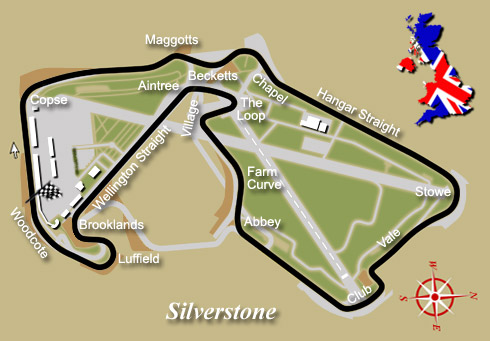 Maggotts
Becketts
Aintree
Chapel
Copse
The
Loop
Village
Hangar Straight
Wellington Straight
Farm
Curve
Stowe
Woodcote
Brooklands
Abbey
Vale
Luffield
Club
Silverstone
W
N
S
E